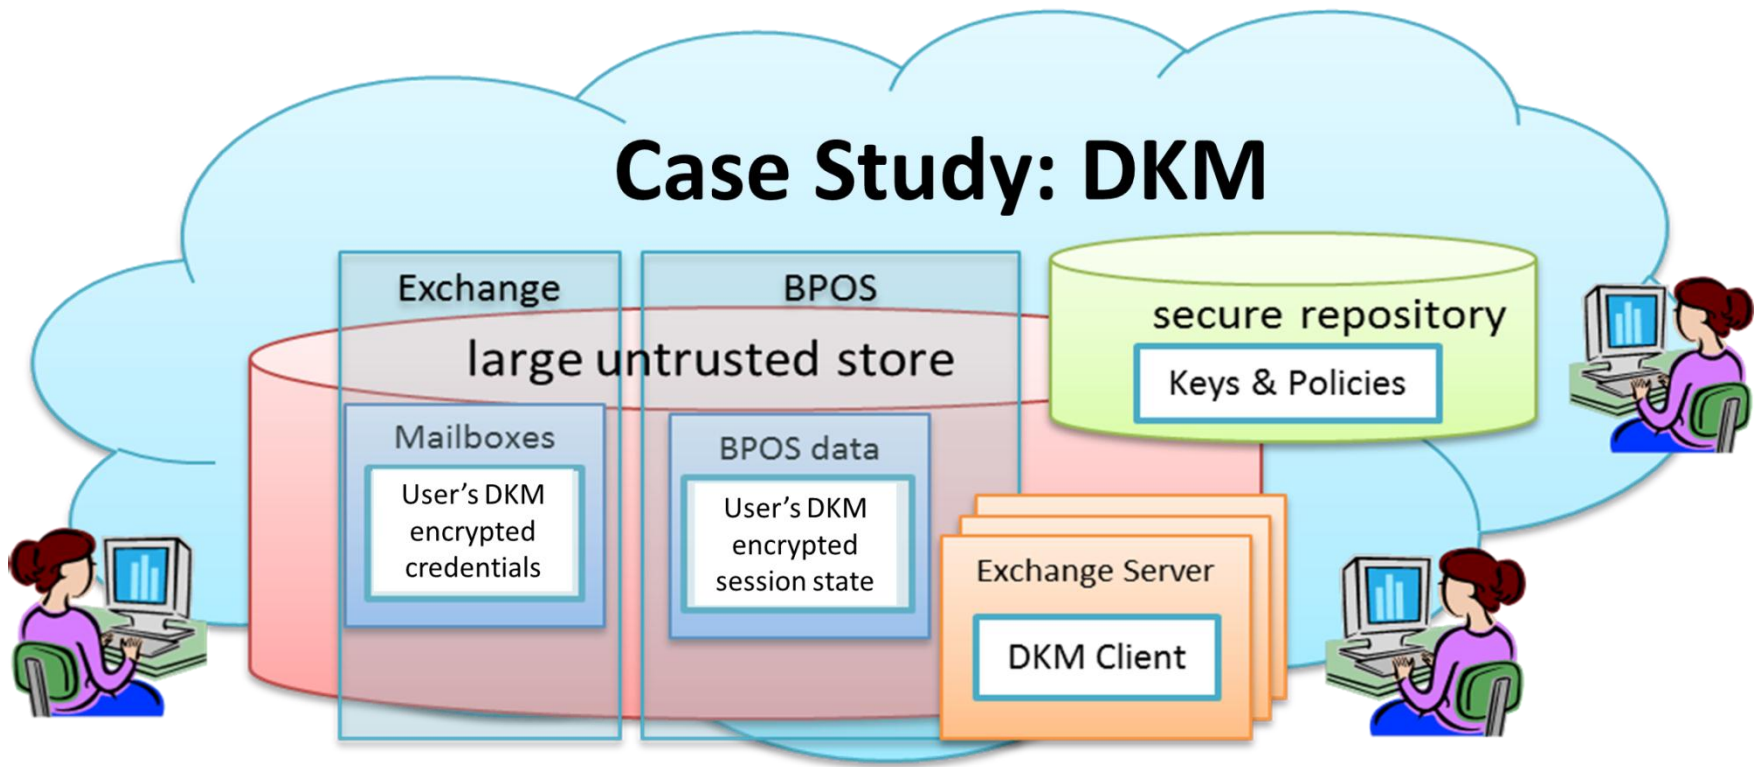 Case Study: DKM
Exchange
BPOS
large untrusted store
secure repository
Keys & Policies
Mailboxes
User's DKM
encrypted
credentials
BPOS data
User's DKM
encrypted
session state
Exchange Server
DKM Client